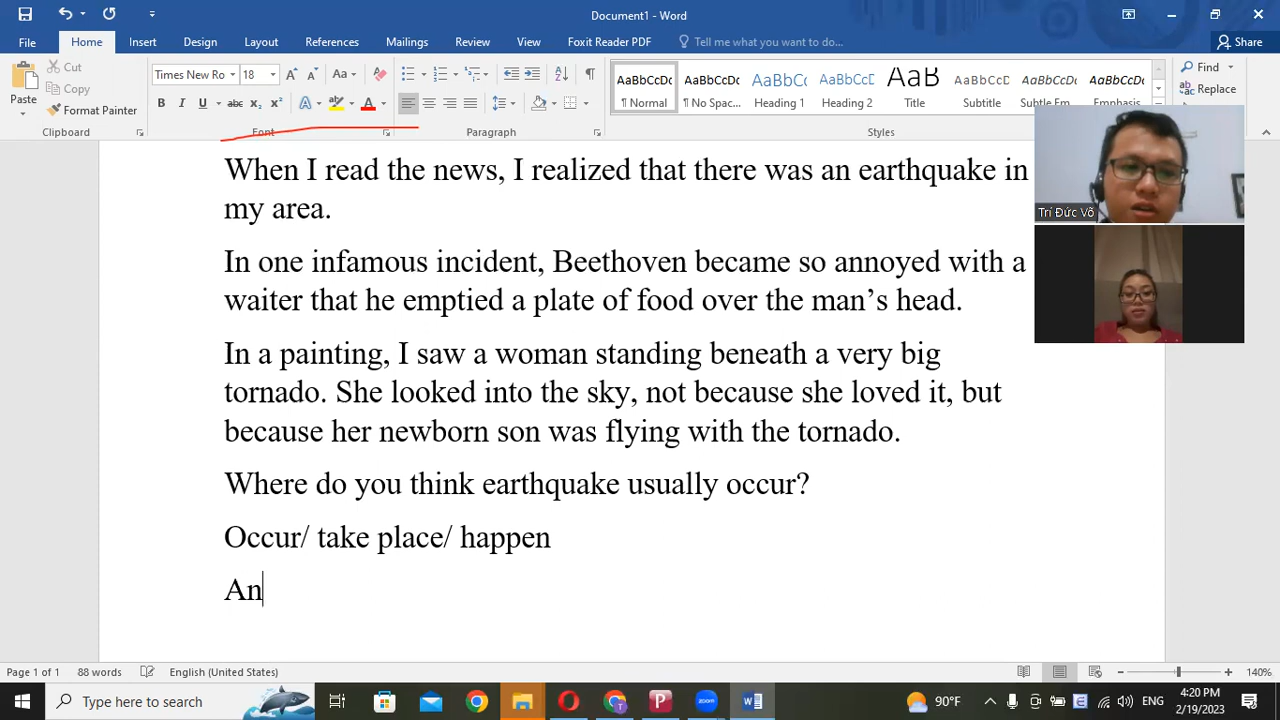 Document1 - Word
File
Home
Insert
Design
Layout
References
Mailings
Review
View
Foxit Reader PDF
Tell me what you want to do...
Share
Paste
Cut
Copy
Format Painter
Clipboard
Times New Ro
18
Aa
B I U abc x₂ x²
Font
Paragraph
AaBbCcDc
¶ Normal
AaBbCcDc
¶ No Spac...
AaBbCc
Heading 1
AaBbCcD
Heading 2
AaB
Title
AaBbCcD
Subtitle
AaBbCcDc
Subtle Em...
AaBbCcDc
Emphasis
Styles
Find
Replace
Trí Đức Võ
When I read the news, I realized that there was an earthquake in
my area.
In one infamous incident, Beethoven became so annoyed with a
waiter that he emptied a plate of food over the man’s head.
In a painting, I saw a woman standing beneath a very big
tornado. She looked into the sky, not because she loved it, but
because her newborn son was flying with the tornado.
Where do you think earthquake usually occur?
Occur/ take place/ happen
An
Page 1 of 1
88 words
English (United States)
140%
Type here to search
90°F
ENG
4:20 PM
2/19/2023